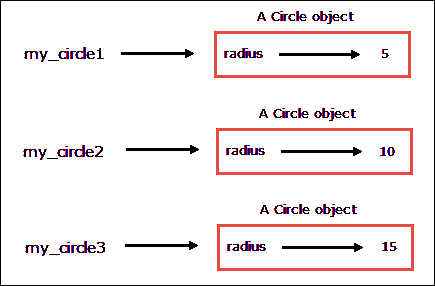 A Circle object
my_circle1 radius 5
A Circle object
my_circle2 radius 10
A Circle object
my_circle3 radius 15